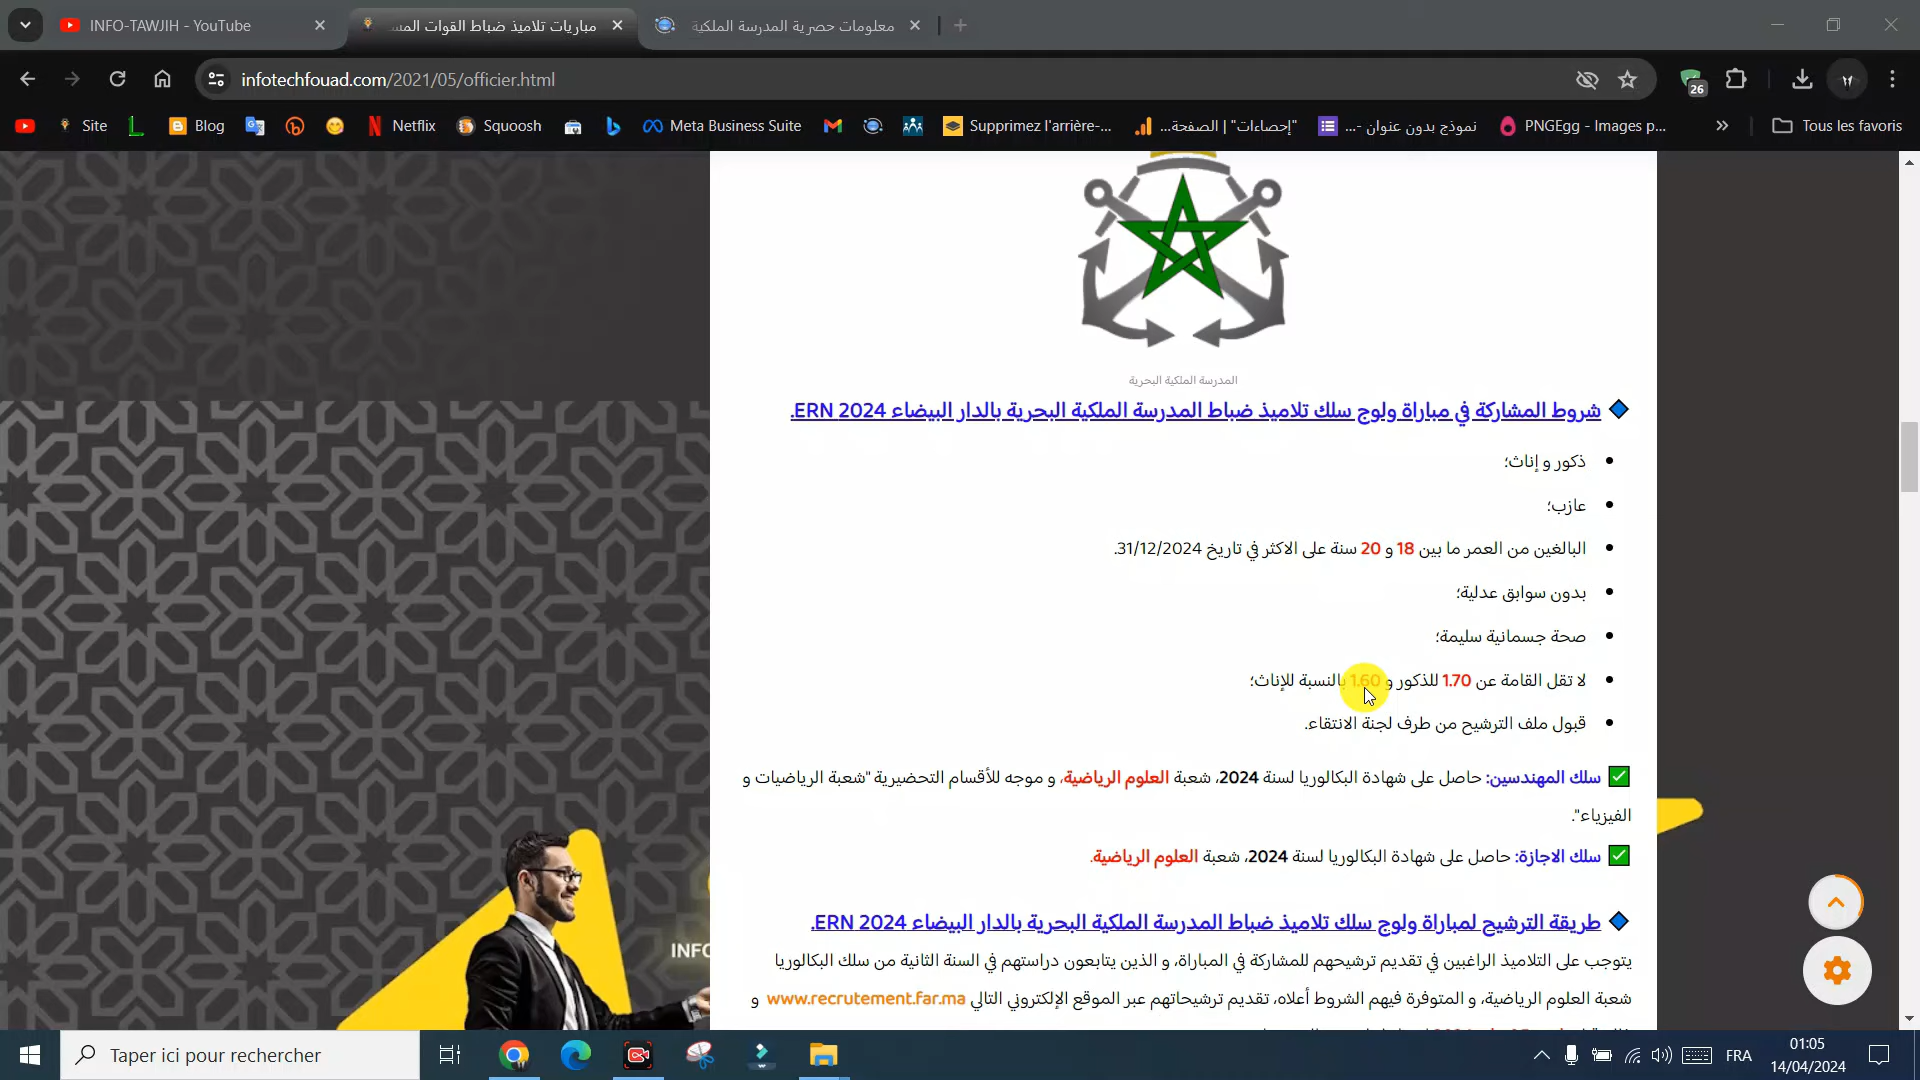 INFO-TAWJIH - YouTube
مباريات تلاميذ ضباط القوات المس
معلومات حصرية المدرسة الملكية
infotechfouad.com/2021/05/officier.html
26
Site
Blog
Netflix
Squoosh
Meta Business Suite
Supprimez l'arrière-...
"إحصاءات" | الصفحة...
نموذج بدون عنوان -...
PNGEgg - Images p...
Tous les favoris
المدرسة الملكية البحرية
شروط المشاركة في مباراة ولوج سلك تلاميذ ضباط المدرسة الملكية البحرية بالدار البيضاء ERN 2024.
ذكور و إناث؛
عازب؛
البالغين من العمر ما بين 18 و 20 سنة على الاكثر في تاريخ 31/12/2024.
بدون سوابق عدلية؛
صحة جسمانية سليمة؛
لا تقل القامة عن 1.70 للذكور و 1.60 بالنسبة للإناث؛
قبول ملف الترشيح من طرف لجنة الانتقاء.
سلك المهندسين: حاصل على شهادة البكالوريا لسنة 2024، شعبة العلوم الرياضية، و موجه للأقسام التحضيرية "شعبة الرياضيات و
الفيزياء".
سلك الاجازة: حاصل على شهادة البكالوريا لسنة 2024، شعبة العلوم الرياضية.
طريقة الترشيح لمباراة ولوج سلك تلاميذ ضباط المدرسة الملكية البحرية بالدار البيضاء ERN 2024.
يتوجب على التلاميذ الراغبين في تقديم ترشيحهم للمشاركة في المباراة، و الذين يتابعون دراستهم في السنة الثانية من سلك البكالوريا
شعبة العلوم الرياضية، و المتوفرة فيهم الشروط أعلاه، تقديم ترشيحاتهم عبر الموقع الإلكتروني التالي www.recrutement.far.ma و
INFO
Taper ici pour rechercher
FRA
01:05
14/04/2024